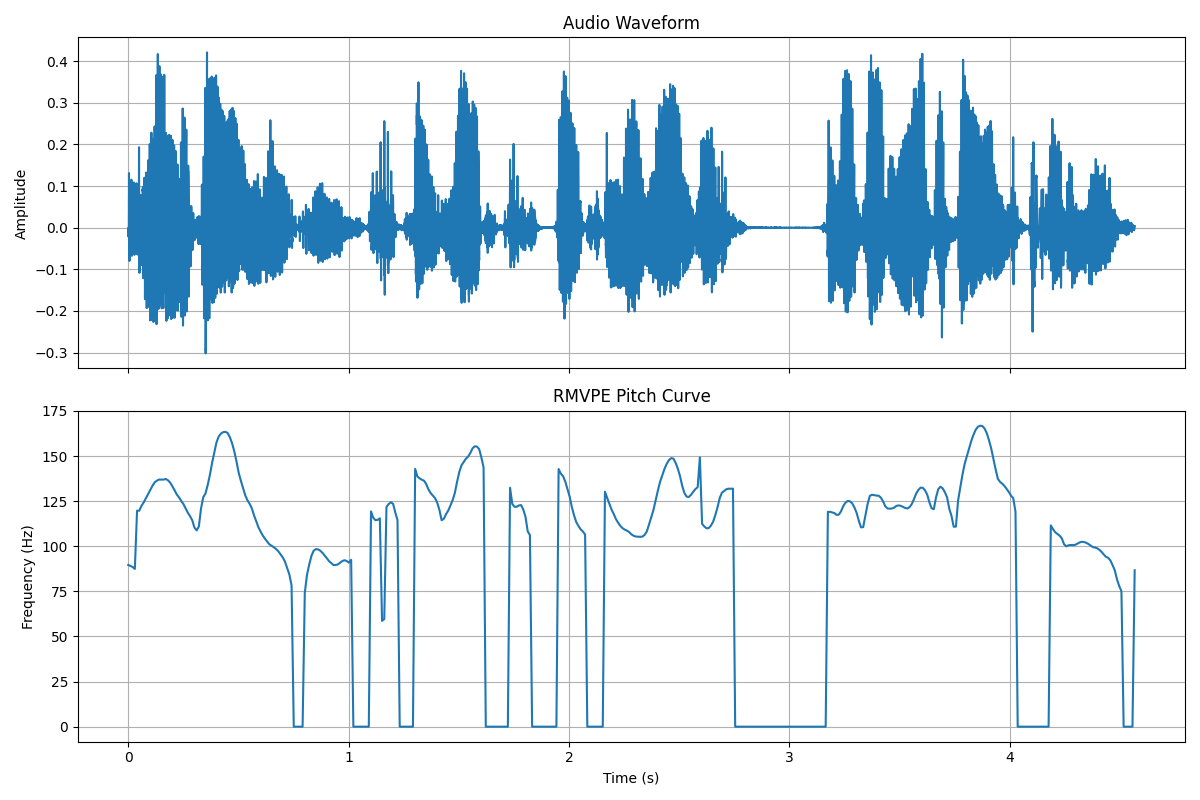 Audio Waveform
Amplitude
0.4
0.3
0.2
0.1
0.0
−0.1
−0.2
−0.3
RMVPE Pitch Curve
Frequency (Hz)
175
150
125
100
75
50
25
0
0 1 2 3 4
Time (s)